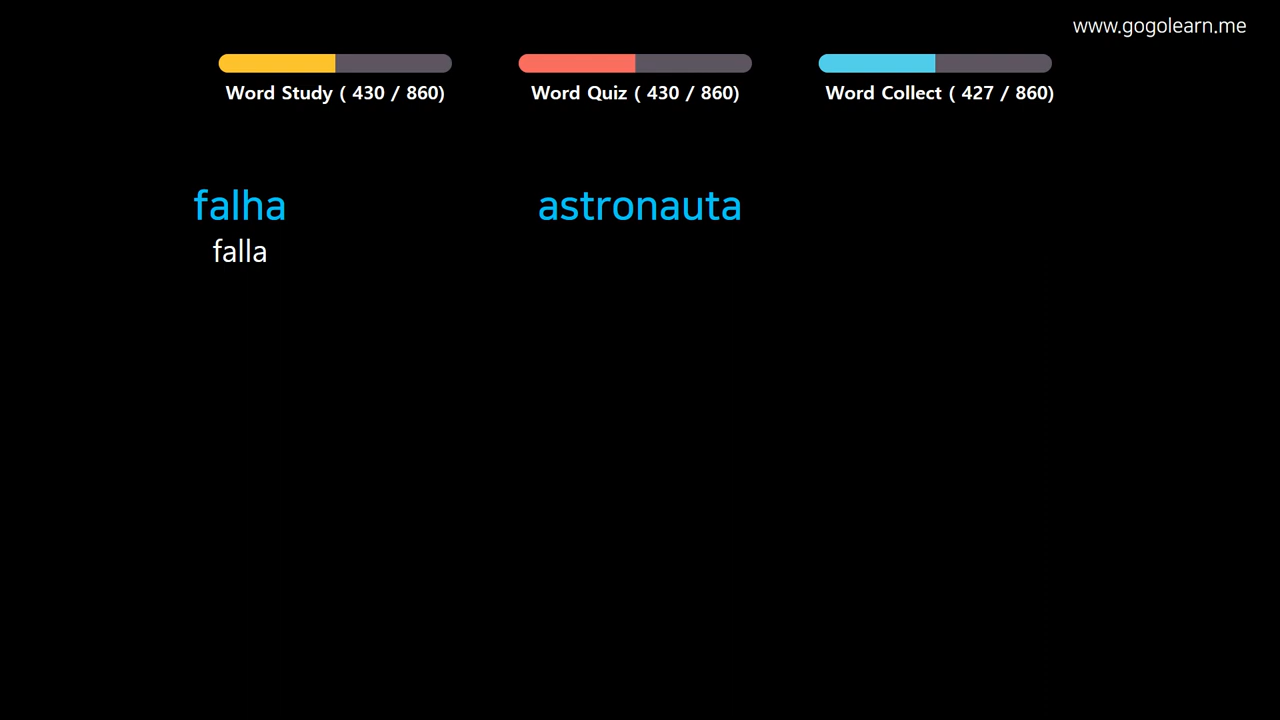 www.gogolearn.me
Word Study ( 430 / 860)
Word Quiz ( 430 / 860)
Word Collect ( 427 / 860)
falha
falla
astronauta